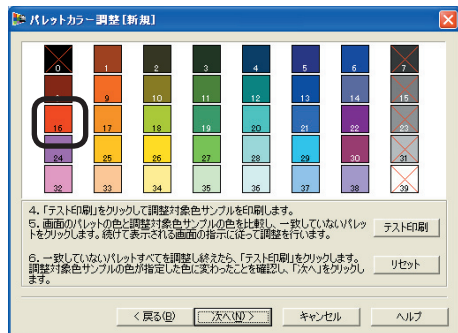 パレットカラー調整[新規]
0 1 2 3 4 5 6 7
9 10 11 12 13 14 15
16 17 18 19 20 21 22 23
24 25 26 27 28 29 30 31
32 33 34 35 36 37 38 39
4. 「テスト印刷」をクリックして調整対象色サンプルを印刷します。
5. 画面のパレットの色と調整対象色サンプルの色を比較し、一致していないパレッ
トをクリックします。続けて表示される画面の指示に従って調整を行います。
テスト印刷
6. 一致していないパレットすべてを調整し終えたら、「テスト印刷」をクリックします。
調整対象色サンプルの色が指定した色に変わったことを確認し、「次へ」をクリックし
ます。
リセット
< 戻る(B) 次へ(N) > キャンセル ヘルプ